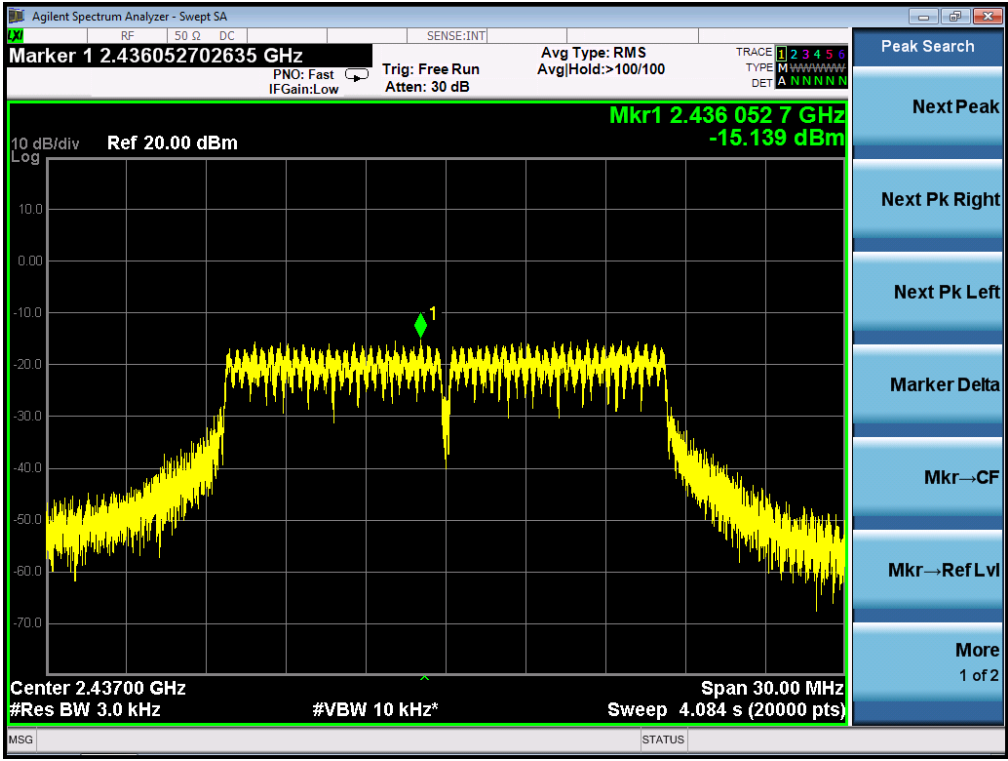 Agilent Spectrum Analyzer - Swept SA
LXI RF 50 Ω DC SENSE:INT
Marker 1 2.436052702635 GHz
PNO: Fast
IFGain:Low
Trig: Free Run
Atten: 30 dB
Avg Type: RMS
Avg|Hold:>100/100
TRACE 1 2 3 4 5 6
TYPE M WWWWW
DET A N N N N N
Mkr1 2.436 052 7 GHz
-15.139 dBm
10 dB/div Ref 20.00 dBm
Log
10.0
0.00
-10.0
1
-20.0
-30.0
-40.0
-50.0
-60.0
-70.0
Center 2.43700 GHz Span 30.00 MHz
#Res BW 3.0 kHz #VBW 10 kHz* Sweep 4.084 s (20000 pts)
MSG STATUS
Peak Search
Next Peak
Next Pk Right
Next Pk Left
Marker Delta
Mkr→CF
Mkr→Ref Lvl
More
1 of 2